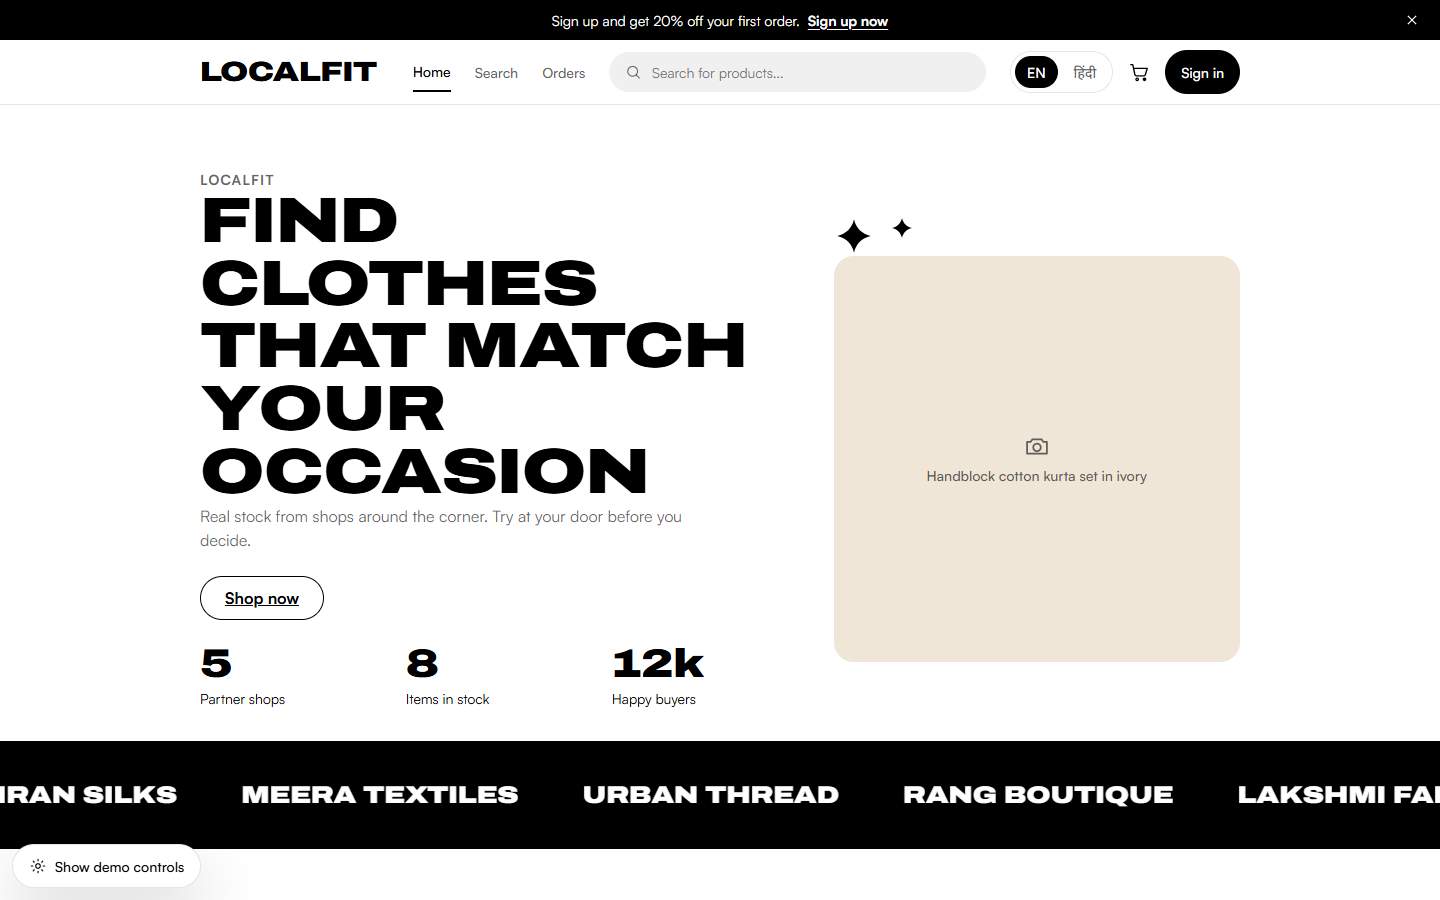 Sign up and get 20% off your first order. Sign up now
LOCALFIT
Home
Search
Orders
Search for products...
EN
हिंदी
Sign in
LOCALFIT
FIND
CLOTHES
THAT MATCH
YOUR
OCCASION
Real stock from shops around the corner. Try at your door before you
decide.
Shop now
5
Partner shops
8
Items in stock
12k
Happy buyers
Handblock cotton kurta set in ivory
SILKS
MEERA TEXTILES
URBAN THREAD
RANG BOUTIQUE
LAKSHMI
Show demo controls